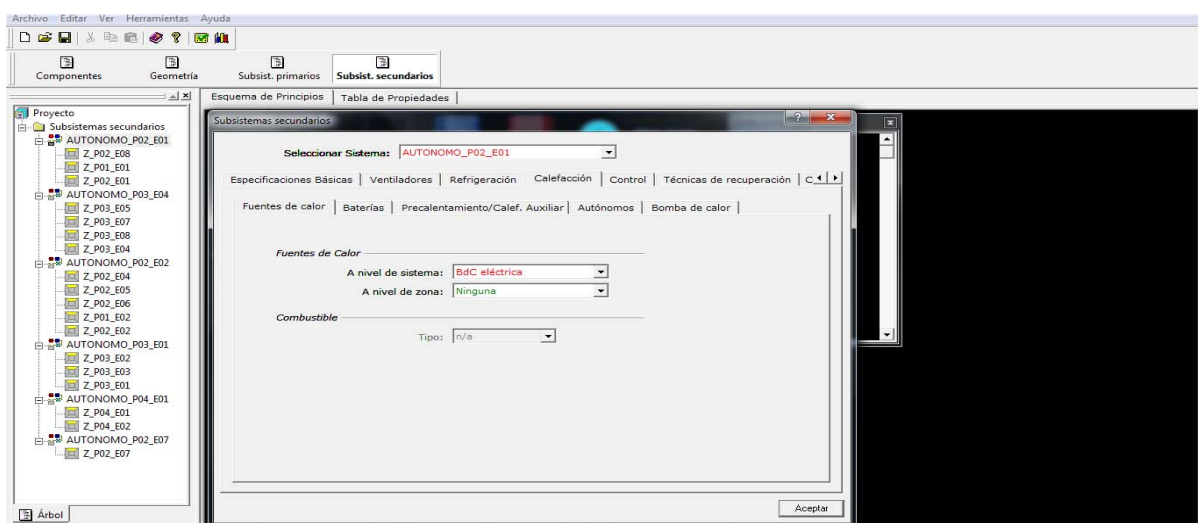 Archivo Editar Ver Herramientas Ayuda
Componentes Geometría Subsist. primarios Subsist. secundarios
Esquema de Principios Tabla de Propiedades
Proyecto
Subsistemas secundarios
AUTONOMO_P02_E01
Z_P02_E08
Z_P01_E01
Z_P02_E01
AUTONOMO_P03_E04
Z_P03_E05
Z_P03_E07
Z_P03_E08
Z_P03_E04
AUTONOMO_P02_E02
Z_P02_E04
Z_P02_E05
Z_P02_E06
Z_P01_E02
Z_P02_E02
AUTONOMO_P03_E01
Z_P03_E02
Z_P03_E03
Z_P03_E01
AUTONOMO_P04_E01
Z_P04_E01
Z_P04_E02
AUTONOMO_P02_E07
Z_P02_E07
Árbol
Subsistemas secundarios
Seleccionar Sistema: AUTONOMO_P02_E01
Especificaciones Básicas Ventiladores Refrigeración Calefacción Control Técnicas de recuperación C
Fuentes de calor Baterías Precalentamiento/Calef. Auxiliar Autónomos Bomba de calor
Fuentes de Calor
A nivel de sistema: BdC eléctrica
A nivel de zona: Ninguna
Combustible
Tipo: n/a
Aceptar